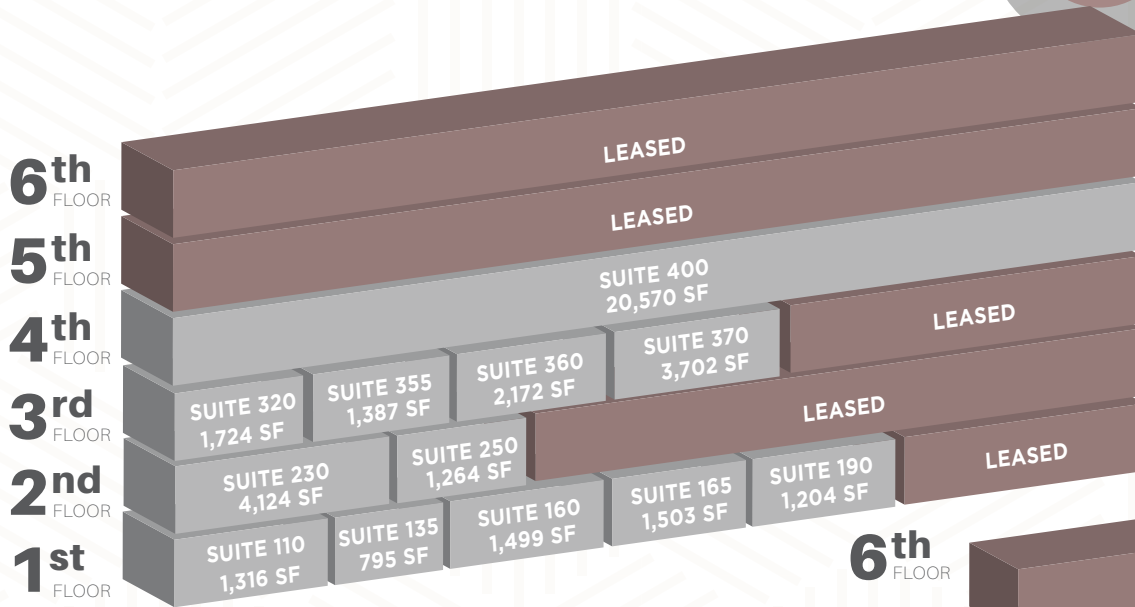 6th
FLOOR
LEASED
5th
FLOOR
LEASED
4th
FLOOR
SUITE 400
20,570 SF
3rd
FLOOR
SUITE 320
1,724 SF
SUITE 355
1,387 SF
SUITE 360
2,172 SF
SUITE 370
3,702 SF
LEASED
2nd
FLOOR
SUITE 230
4,124 SF
SUITE 250
1,264 SF
LEASED
1st
FLOOR
SUITE 110
1,316 SF
SUITE 135
795 SF
SUITE 160
1,499 SF
SUITE 165
1,503 SF
SUITE 190
1,204 SF
LEASED
6th
FLOOR